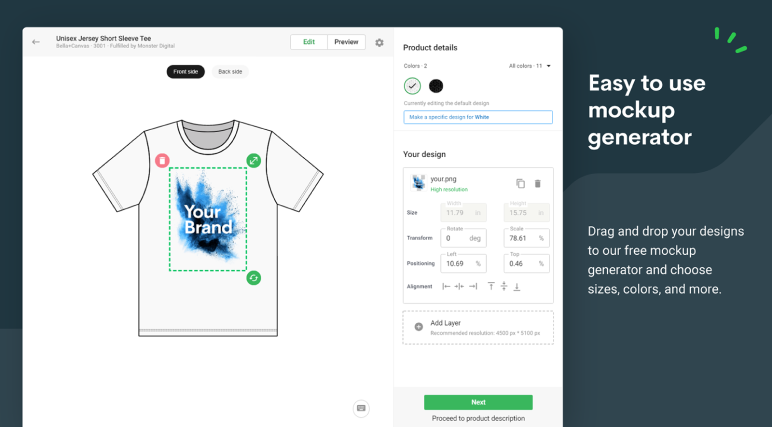 Unisex Jersey Short Sleeve Tee
Bella+Canvas · 3001 · Fulfilled by Monster Digital
Edit
Preview
Front side
Back side
Your
Brand
Product details
Colors · 2
All colors · 11
Currently editing the default design
Make a specific design for White
Your design
your.png
High resolution
Size
Width
11.79 in
Height
15.75 in
Transform
Rotate
0 deg
Scale
78.61 %
Positioning
Left
10.69 %
Top
0.46 %
Alignment
Add Layer
Recommended resolution: 4500 px * 5100 px
Next
Proceed to product description
Easy to use
mockup
generator
Drag and drop your designs
to our free mockup
generator and choose
sizes, colors, and more.